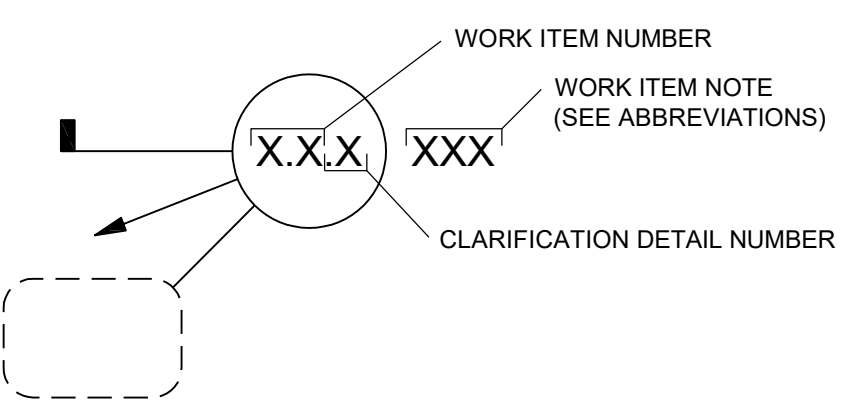 WORK ITEM NUMBER
WORK ITEM NOTE
(SEE ABBREVIATIONS)
X.X.X XXX
CLARIFICATION DETAIL NUMBER